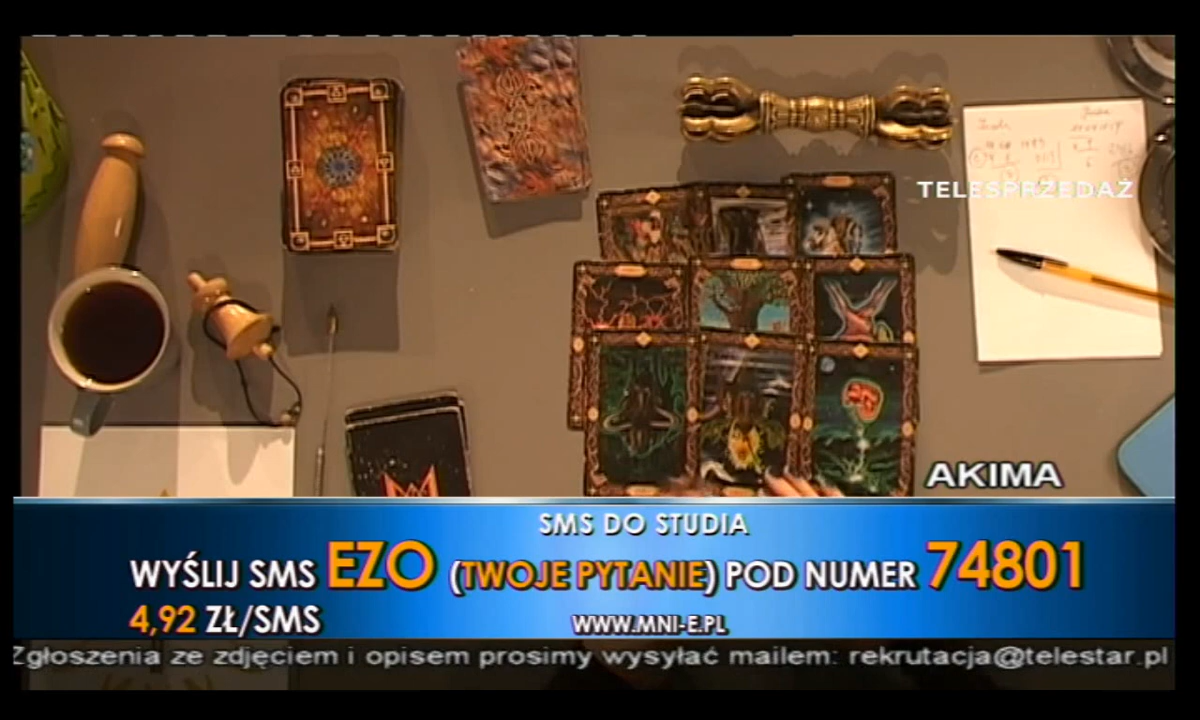 TELESPRZEDAŻ
AKIMA
SMS DO STUDIA
WYŚLIJ SMS EZO (TWOJE PYTANIE) POD NUMER 74801
4,92 ZŁ/SMS
WWW.MNI-E.PL
Zgłoszenia ze zdjęciem i opisem prosimy wysyłać mailem: rekrutacja@telestar.pl